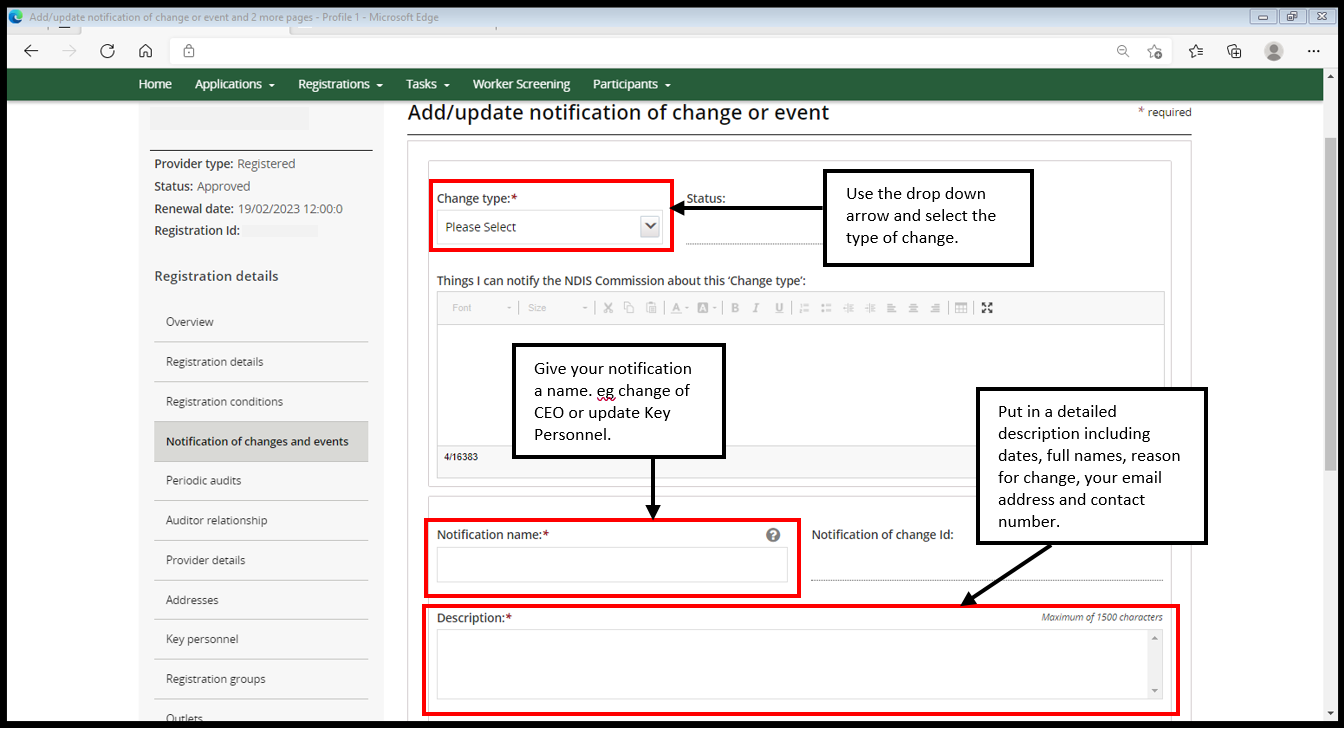 Add/update notification of change or event and 2 more pages - Profile 1 - Microsoft Edge
Home Applications Registrations Tasks Worker Screening Participants
Add/update notification of change or event
* required
Provider type: Registered
Status: Approved
Renewal date: 19/02/2023 12:00:0
Registration Id:
Registration details
Overview
Registration details
Registration conditions
Notification of changes and events
Periodic audits
Auditor relationship
Provider details
Addresses
Key personnel
Registration groups
Outlets
Change type:*
Please Select
Status:
Use the drop down
arrow and select the
type of change.
Things I can notify the NDIS Commission about this 'Change type':
Font Size A A B I U
Give your notification
a name. eg change of
CEO or update Key
Personnel.
4/16383
Put in a detailed
description including
dates, full names, reason
for change, your email
address and contact
number.
Notification name:* ?
Notification of change Id:
Description:*
Maximum of 1500 characters